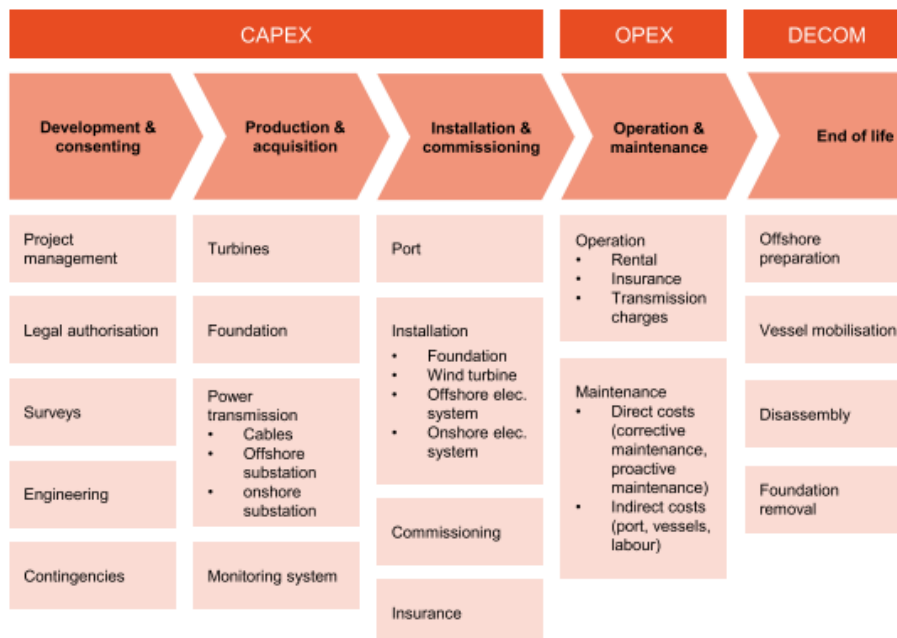 CAPEX
OPEX
DECOM
Development &
consenting
Production &
acquisition
Installation &
commissioning
Operation &
maintenance
End of life
Project
management
Legal authorisation
Surveys
Engineering
Contingencies
Turbines
Foundation
Power
transmission
• Cables
• Offshore
substation
• onshore
substation
Monitoring system
Port
Installation
• Foundation
• Wind turbine
• Offshore elec.
system
• Onshore elec.
system
Commissioning
Insurance
Operation
• Rental
• Insurance
• Transmission
charges
Maintenance
• Direct costs
(corrective
maintenance,
proactive
maintenance)
• Indirect costs
(port, vessels,
labour)
Offshore
preparation
Vessel mobilisation
Disassembly
Foundation
removal